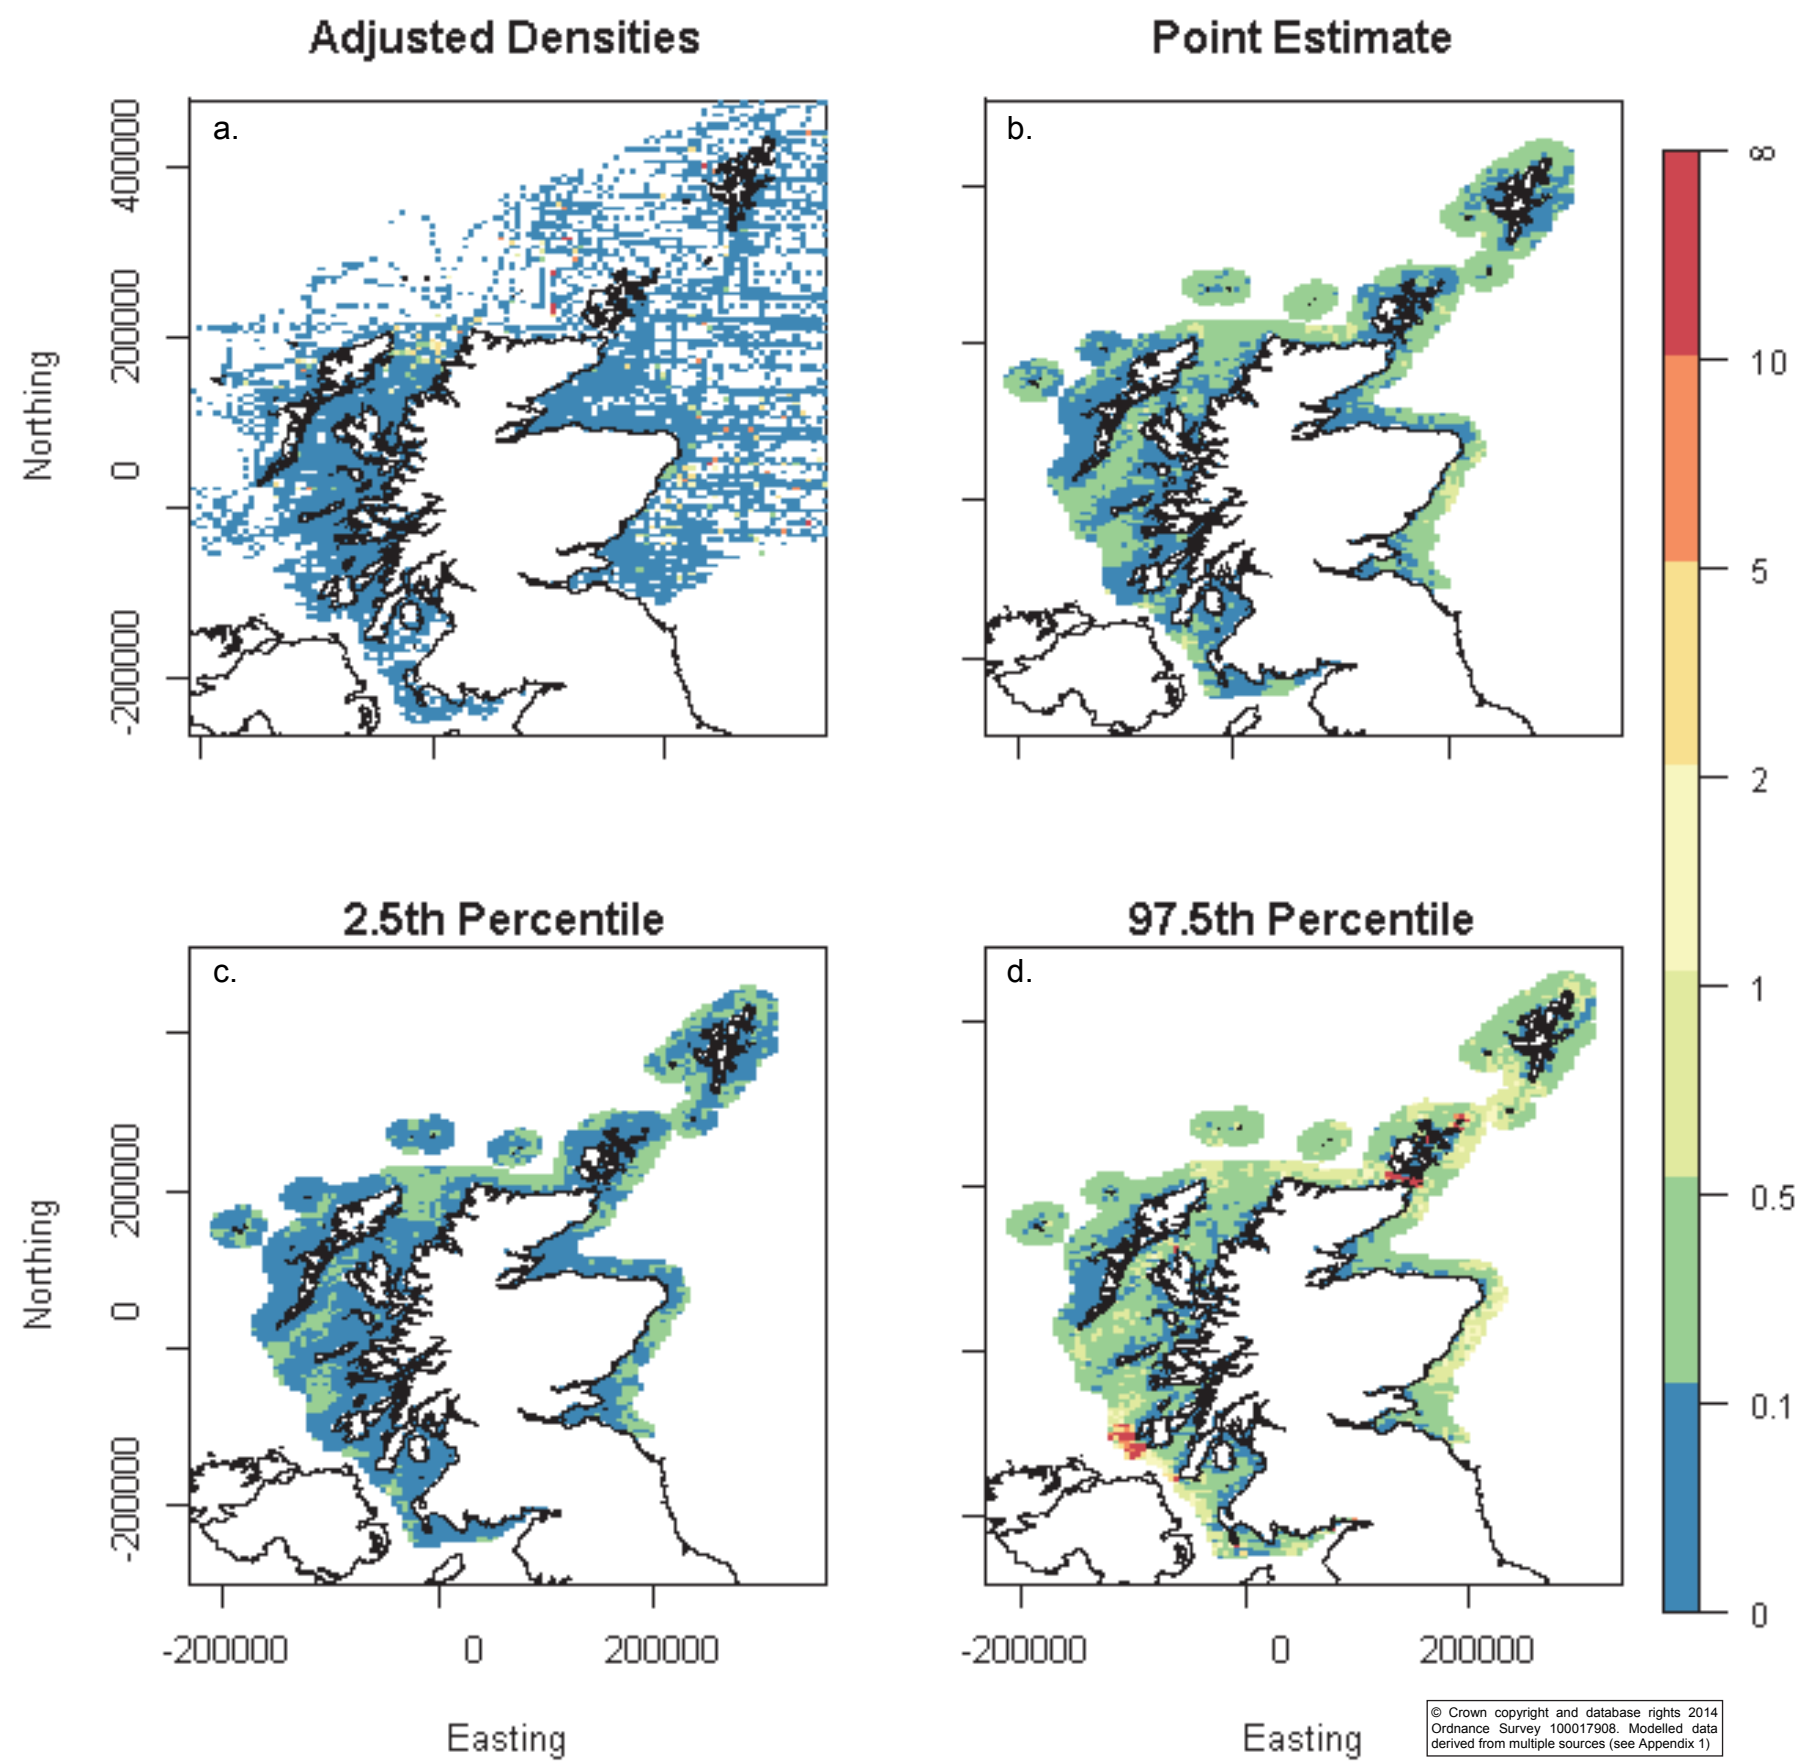 Adjusted Densities
Point Estimate
a.
b.
400000
200000
0
-200000
Northing
∞
10
5
2
1
0.5
0.1
0
2.5th Percentile
97.5th Percentile
c.
d.
200000
0
-200000
Northing
-200000 0 200000
-200000 0 200000
Easting
Easting
© Crown copyright and database rights 2014
Ordnance Survey 100017908. Modelled data
derived from multiple sources (see Appendix 1)